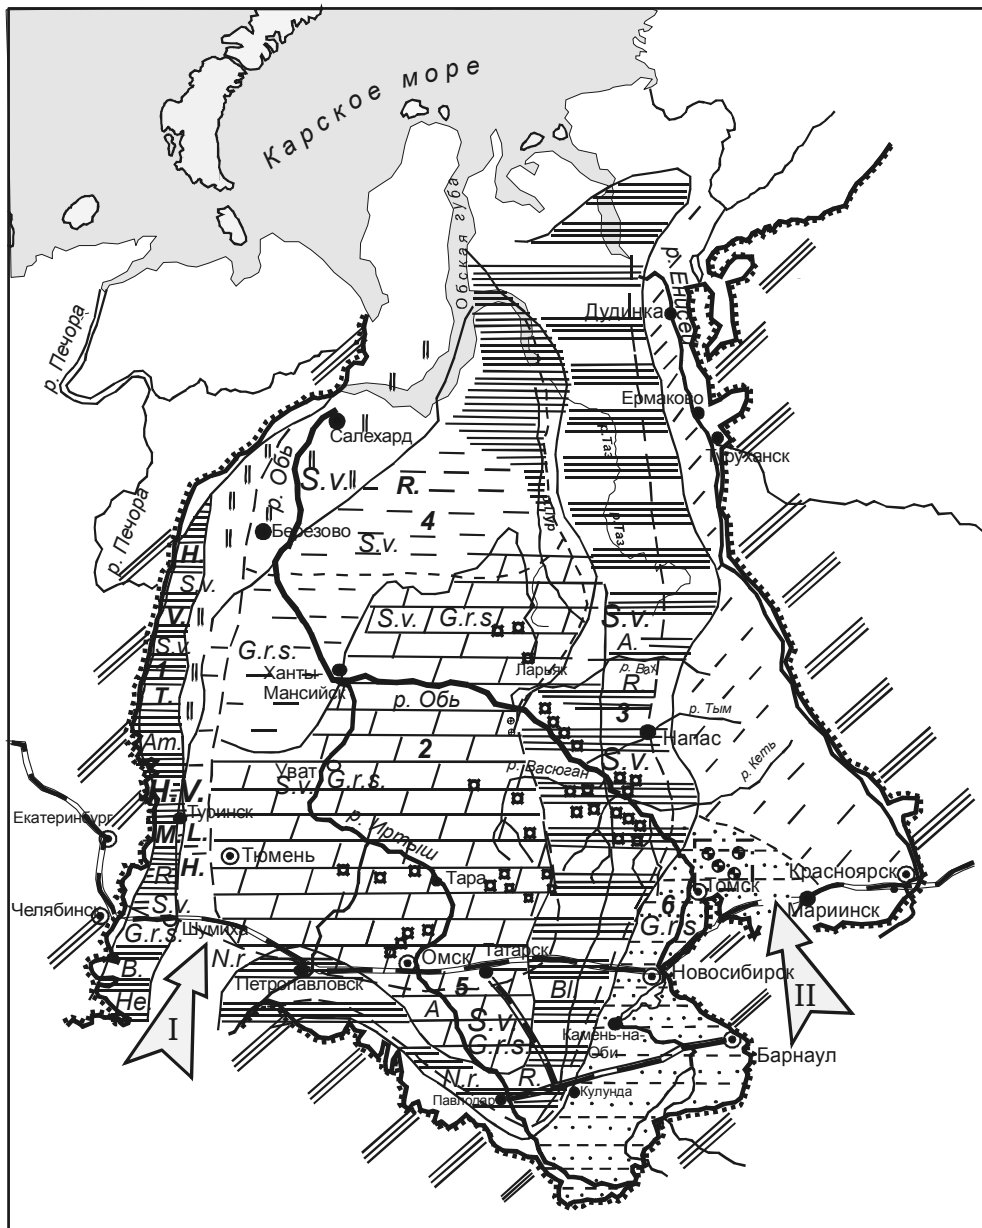 Карское море
Обская губа
р. Печора
р. Енисей
Дудинка
Ермаково
Туруханск
р. Таз
р. Печора
Салехард
р. Обь
S.v.
R.
4
р. Таз
S.v.
Березово
H.
S.v.
V.
S.v.
1
T.
S.v.
G.r.s.
S.v.
A.
G.r.s.
Ханты-
Мансийск
Ларьяк
р. Вах
R
р. Обь
3
р. Тым
Напас
Am.
2
S.v.
р. Кеть
Уват
G.r.s.
S.v.
р. Васюган
H.-V.
Екатеринбург
Туринск
M.
L.
р. Иртыш
H.
Тюмень
R
Тара
Томск
Красноярск
Мариинск
6
G.r.s.
Челябинск
S.v.
Шумиха
G.r.s.
N.r.
Омск
Татарск
Новосибирск
B.
Петропавловск
5
Bl
II
He
A
S.v.
G.r.s.
I
Камень-на-
Оби
Барнаул
N.r.
R.
Павлодар
Кулунда